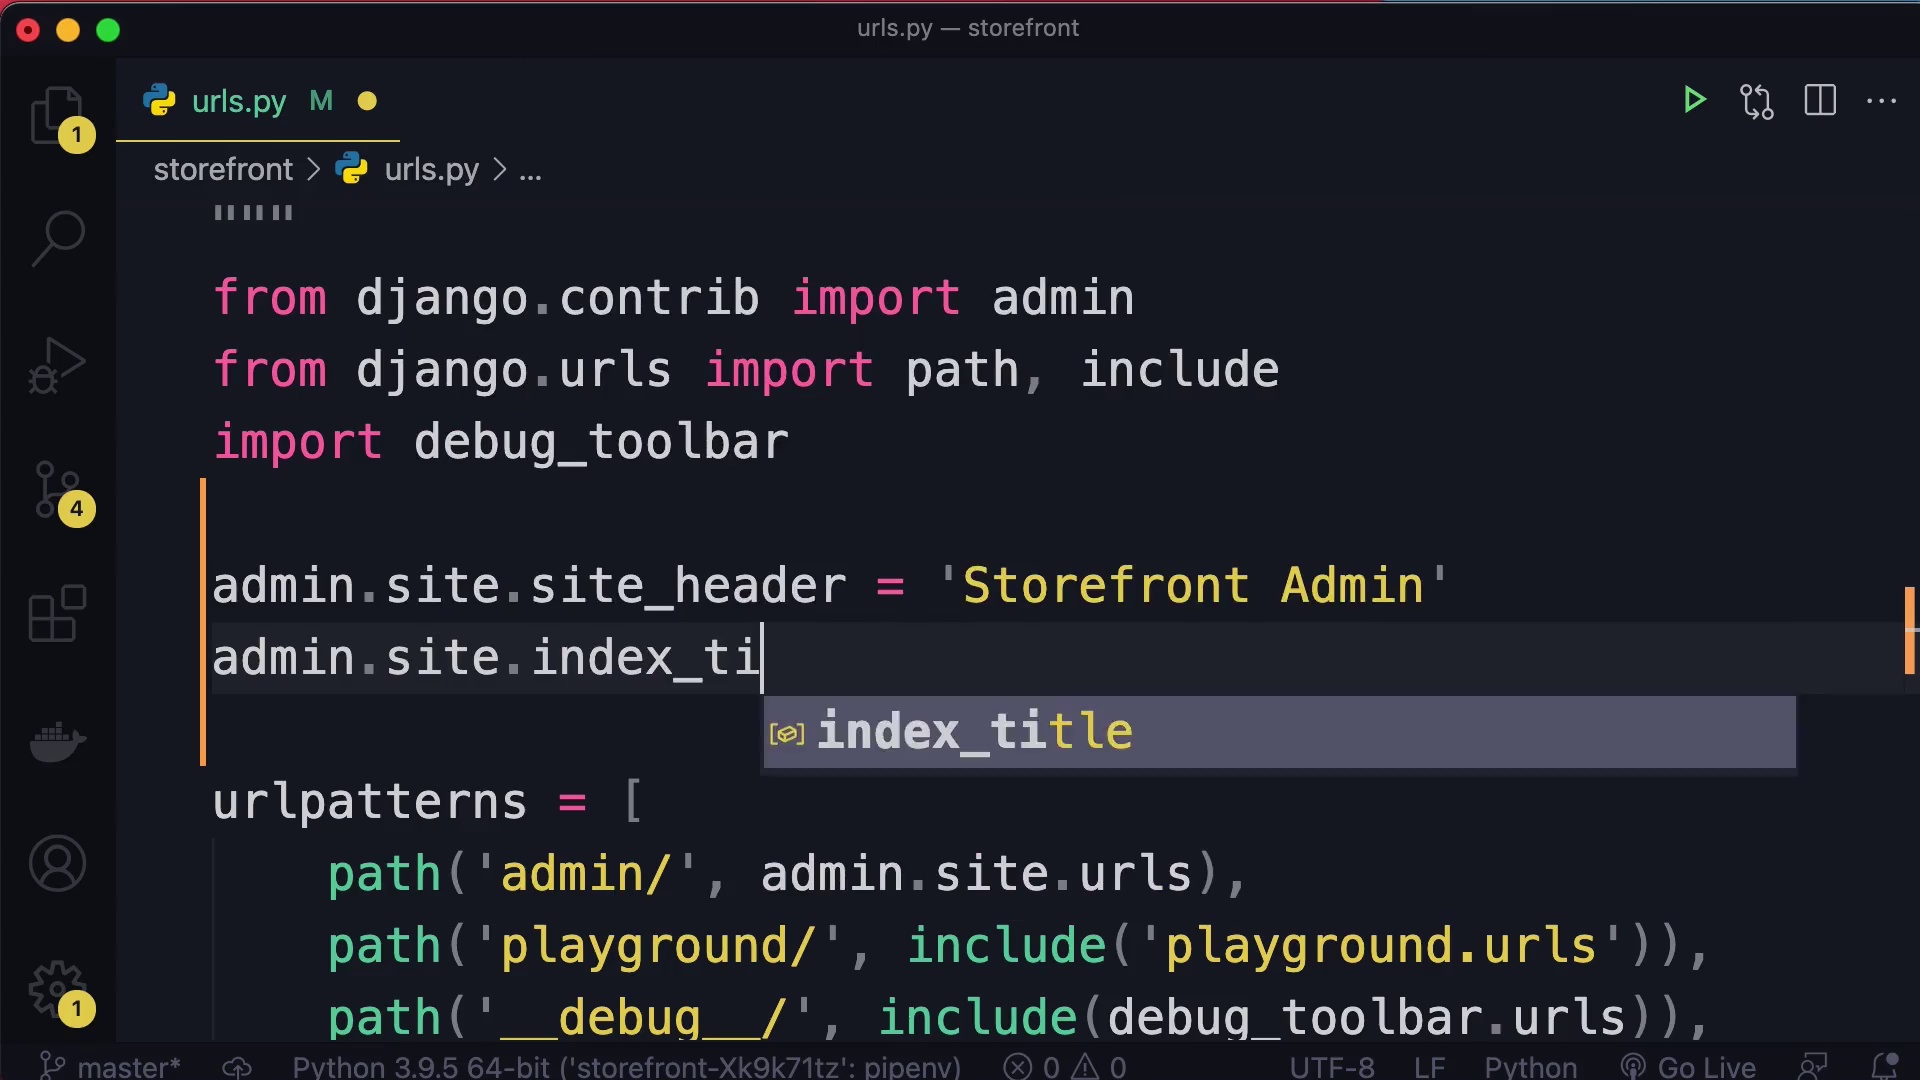 urls.py — storefront
urls.py M
1
storefront > urls.py > ...
"""
from django.contrib import admin
from django.urls import path, include
import debug_toolbar
4
admin.site.site_header = 'Storefront Admin'
admin.site.index_ti
index_title
urlpatterns = [
path('admin/', admin.site.urls),
path('playground/', include('playground.urls')),
path('__debug__/', include(debug_toolbar.urls)),
1
master* Python 3.9.5 64-bit ('storefront-Xk9k71tz': pipenv) 0 0 UTF-8 LF Python Go Live